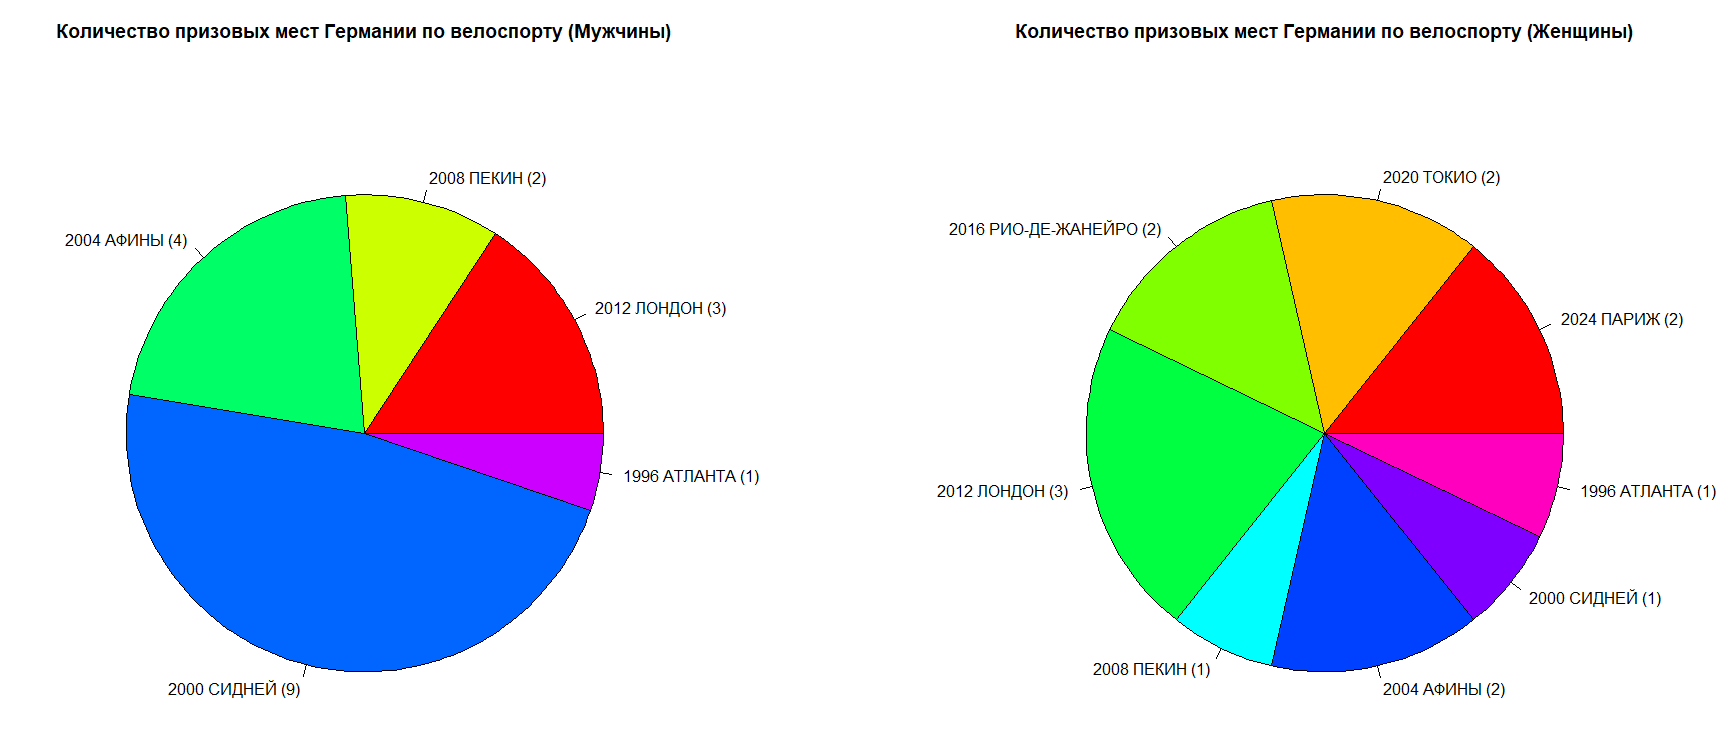 Количество призовых мест Германии по велоспорту (Мужчины)
2008 ПЕКИН (2)
2004 АФИНЫ (4)
2012 ЛОНДОН (3)
1996 АТЛАНТА (1)
2000 СИДНЕЙ (9)
Количество призовых мест Германии по велоспорту (Женщины)
2020 ТОКИО (2)
2016 РИО-ДЕ-ЖАНЕЙРО (2)
2024 ПАРИЖ (2)
2012 ЛОНДОН (3)
1996 АТЛАНТА (1)
2000 СИДНЕЙ (1)
2008 ПЕКИН (1)
2004 АФИНЫ (2)